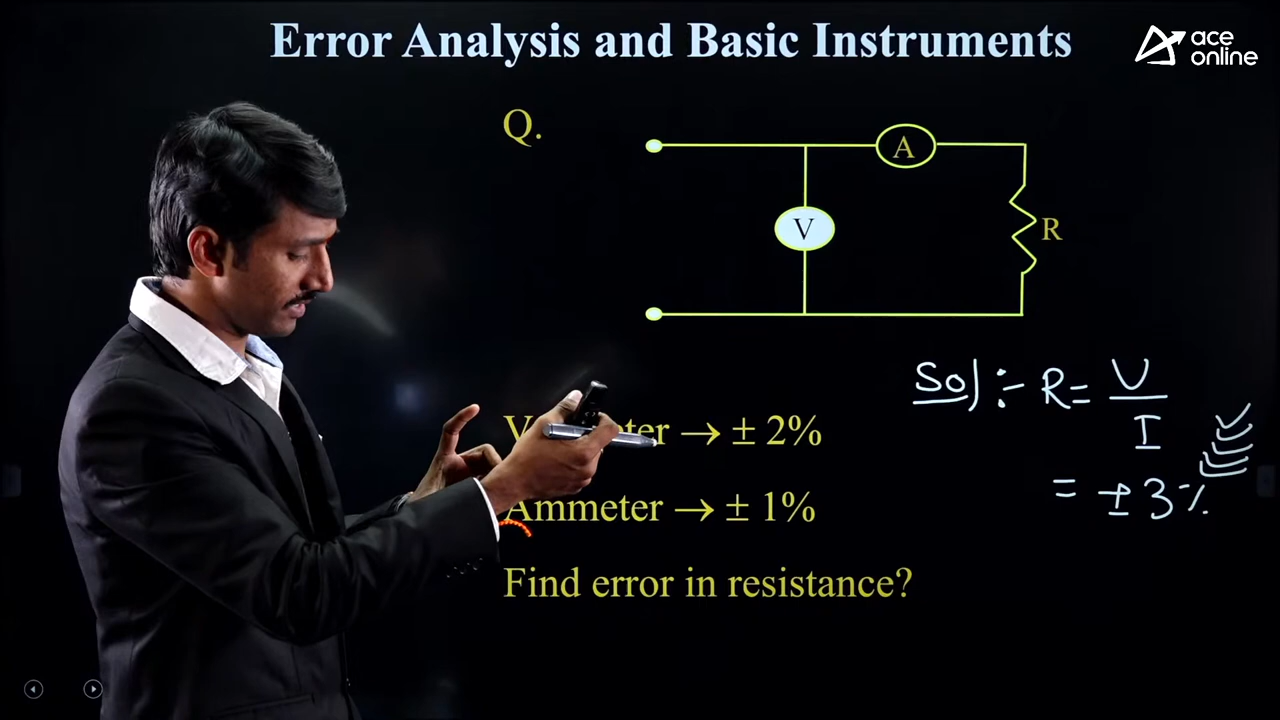 Error Analysis and Basic Instruments
ace
online
Q.
A
V
R
Sol :- R = V
I
= ± 3%
→ ± 2%
Ammeter → ± 1%
Find error in resistance?